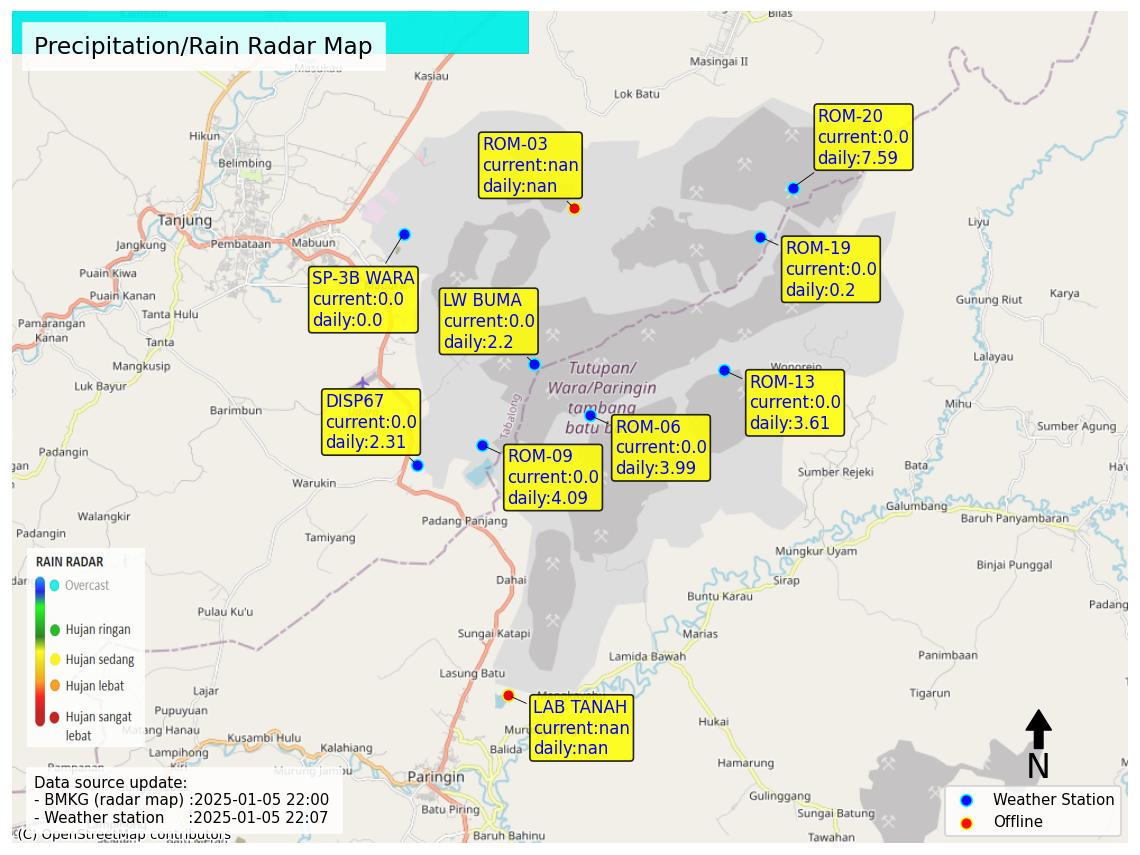 Precipitation/Rain Radar Map
Bilas
Masingai II
Kasiau
Masukau
Lok Batu
Hikun
Belimbing
Tanjung
Jangkung
Pembataan
Mabuun
Puain Kiwa
Puain Kanan
Tanta Hulu
Pamarangan
Kanan
Tanta
Mangkusip
Luk Bayur
Barimbun
Padangin
Warukin
Walangkir
Padangin
Tamiyang
Padang Panjang
Pulau Ku'u
Dahai
Sungai Katapi
Lasung Batu
Lajar
Pupuyuan
Matang Hanau
Kusambi Hulu
Lampihong
Kalahiang
Murung Jambu
Paringin
Balida
Batu Piring
Baruh Bahinu
Lamida Bawah
Marias
Buntu Karau
Sirap
Mungkur Uyam
Galumbang
Baruh Panyambaran
Binjai Punggal
Sumber Rejeki
Bata
Sumber Agung
Mihu
Lalayau
Gunung Riut
Karya
Liyu
Wonorejo
Panimbaan
Tigarun
Hukai
Hamarung
Gulinggang
Sungai Batung
Tawahan
Padang
Tabalong
Tutupan/
Wara/Paringin
tambang
batu b
ROM-03
current:nan
daily:nan
ROM-20
current:0.0
daily:7.59
ROM-19
current:0.0
daily:0.2
SP-3B WARA
current:0.0
daily:0.0
LW BUMA
current:0.0
daily:2.2
ROM-13
current:0.0
daily:3.61
DISP67
current:0.0
daily:2.31
ROM-06
current:0.0
daily:3.99
ROM-09
current:0.0
daily:4.09
LAB TANAH
current:nan
daily:nan
RAIN RADAR
Overcast
Hujan ringan
Hujan sedang
Hujan lebat
Hujan sangat
lebat
Data source update:
- BMKG (radar map) :2025-01-05 22:00
- Weather station :2025-01-05 22:07
(C) OpenStreetMap contributors
N
Weather Station
Offline